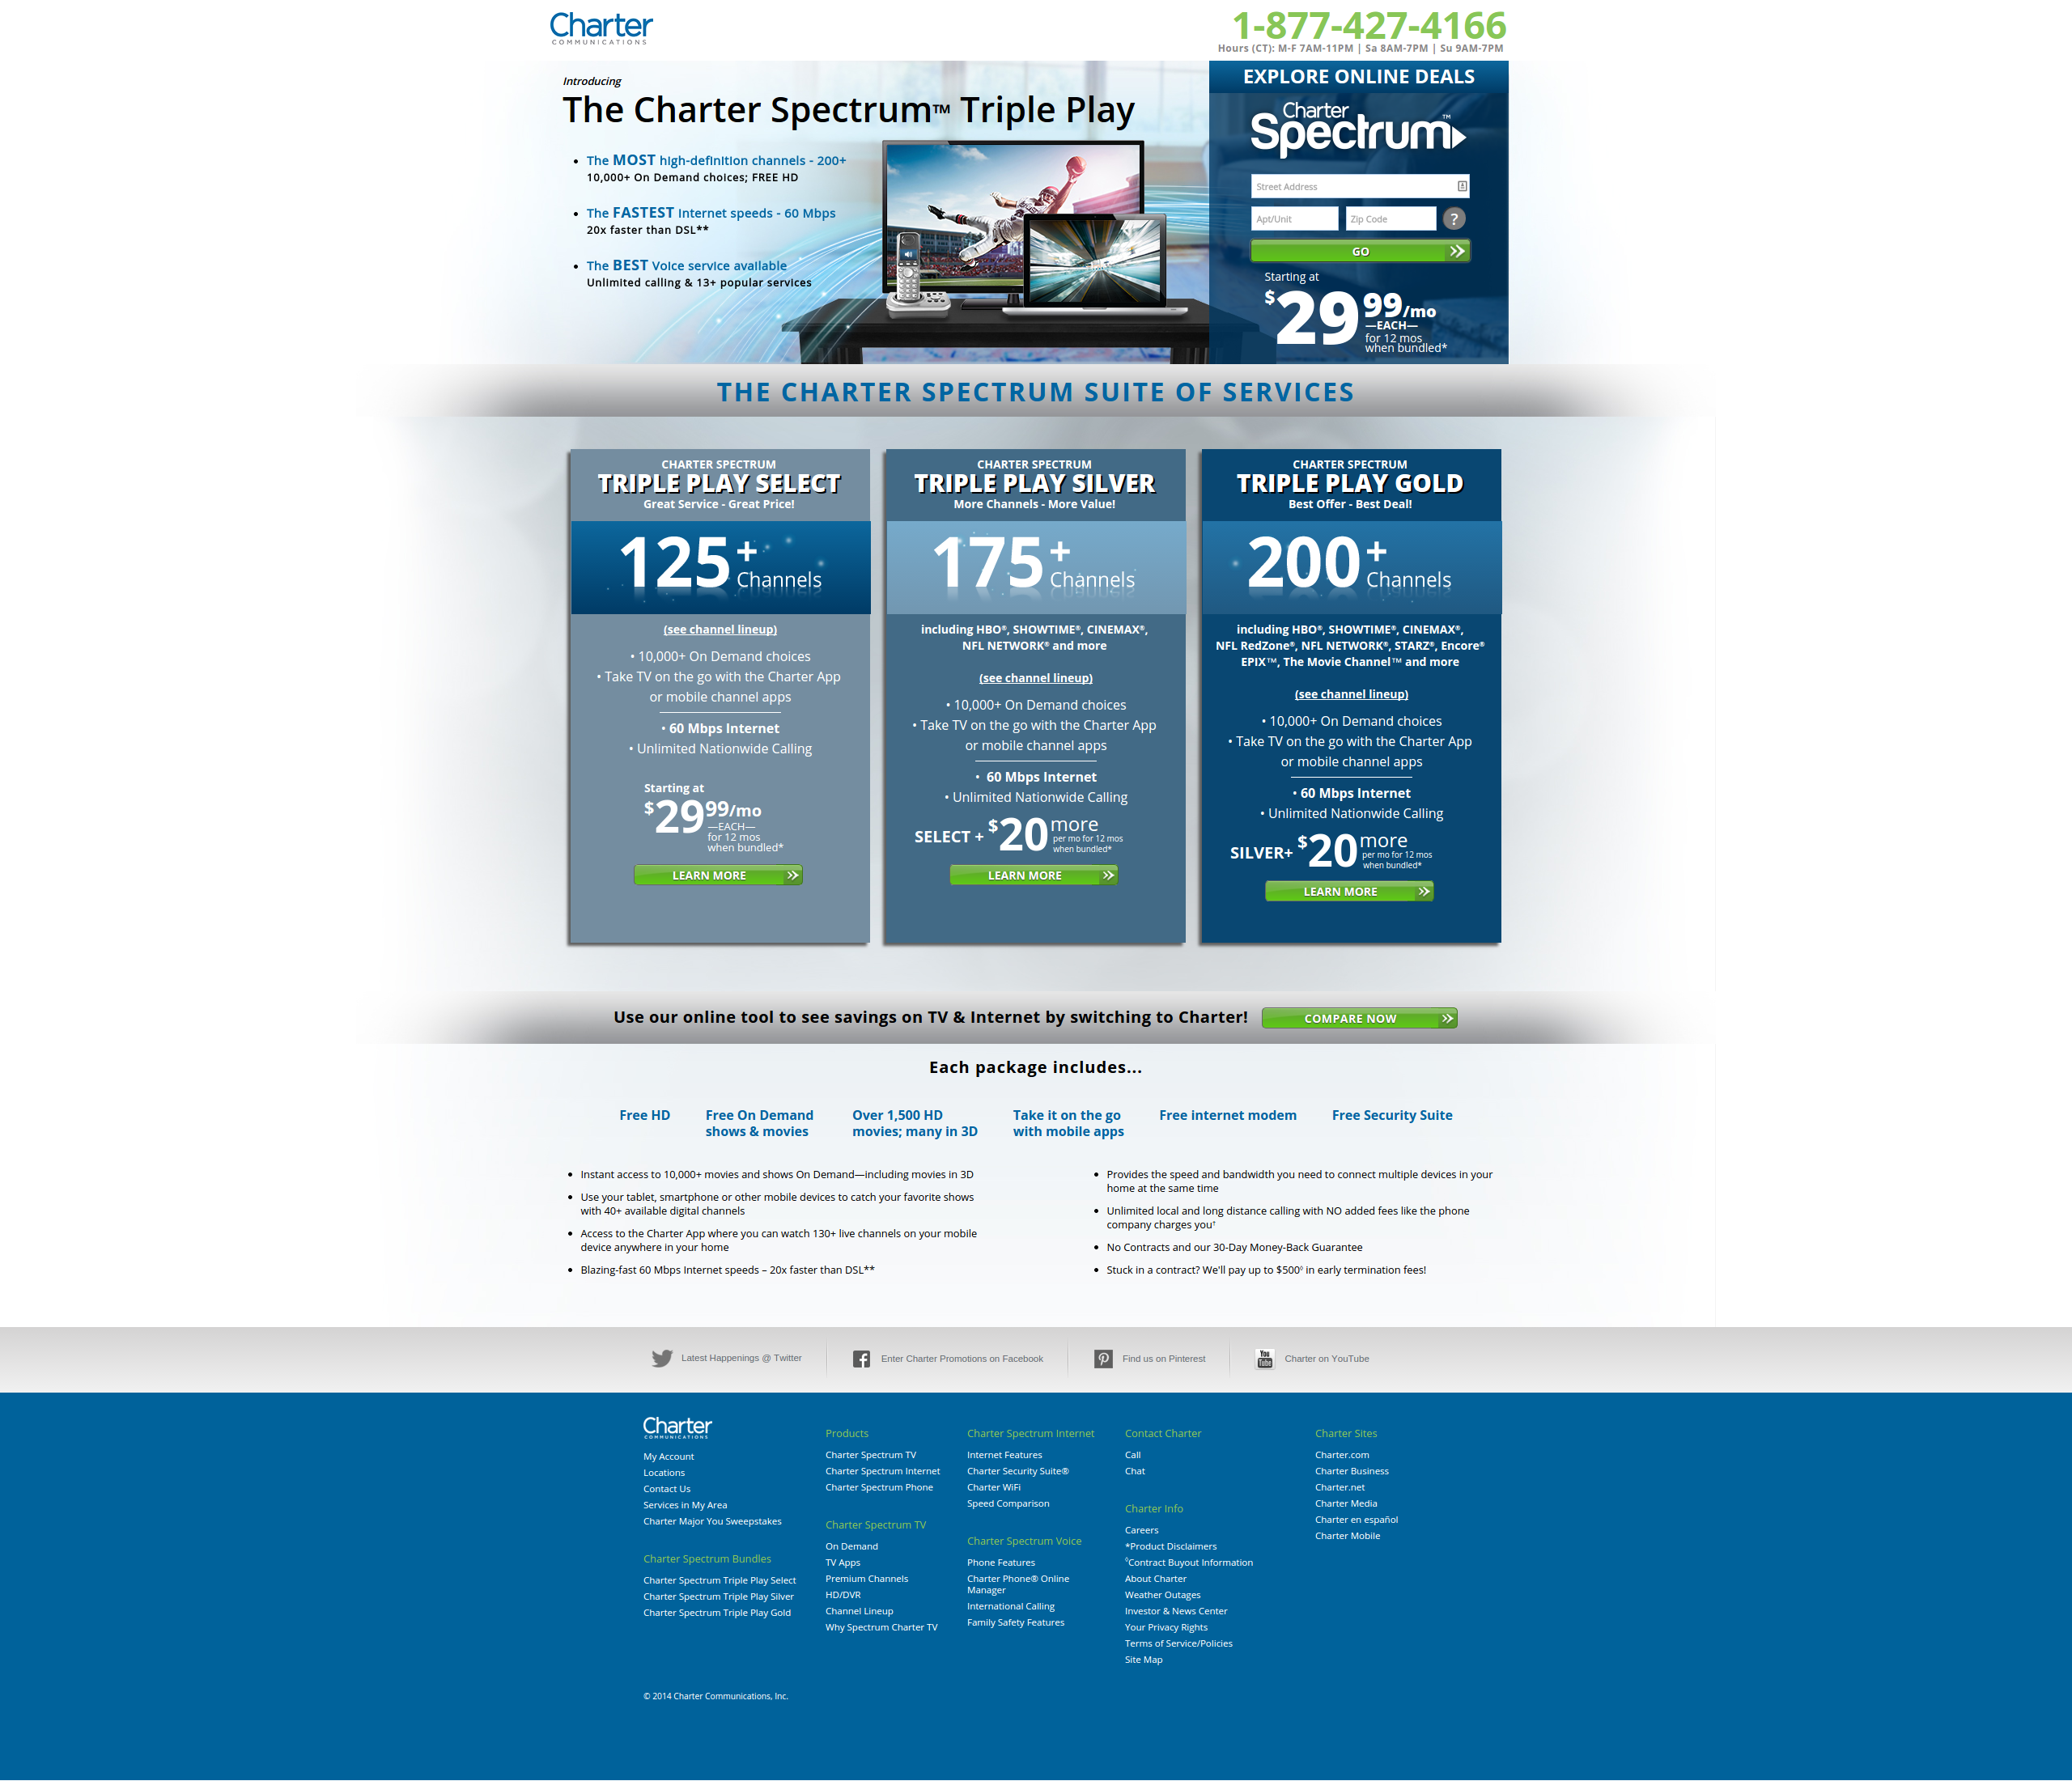 Charter
COMMUNICATIONS
1-877-427-4166
Hours (CT): M-F 7AM-11PM | Sa 8AM-7PM | Su 9AM-7PM
Introducing
The Charter Spectrum™ Triple Play
• The MOST high-definition channels - 200+
10,000+ On Demand choices; FREE HD
• The FASTEST Internet speeds - 60 Mbps
20x faster than DSL**
• The BEST Voice service available
Unlimited calling & 13+ popular services
EXPLORE ONLINE DEALS
Charter
Spectrum™
Street Address
Apt/Unit
Zip Code
?
GO
Starting at
$29 99/mo
—EACH—
for 12 mos
when bundled*
THE CHARTER SPECTRUM SUITE OF SERVICES
CHARTER SPECTRUM
TRIPLE PLAY SELECT
Great Service - Great Price!
125+
Channels
(see channel lineup)
• 10,000+ On Demand choices
• Take TV on the go with the Charter App
or mobile channel apps
• 60 Mbps Internet
• Unlimited Nationwide Calling
Starting at
$29 99/mo
—EACH—
for 12 mos
when bundled*
LEARN MORE
CHARTER SPECTRUM
TRIPLE PLAY SILVER
More Channels - More Value!
175+
Channels
including HBO®, SHOWTIME®, CINEMAX®,
NFL NETWORK® and more
(see channel lineup)
• 10,000+ On Demand choices
• Take TV on the go with the Charter App
or mobile channel apps
• 60 Mbps Internet
• Unlimited Nationwide Calling
SELECT + $20 more
per mo for 12 mos
when bundled*
LEARN MORE
CHARTER SPECTRUM
TRIPLE PLAY GOLD
Best Offer - Best Deal!
200+
Channels
including HBO®, SHOWTIME®, CINEMAX®,
NFL RedZone®, NFL NETWORK®, STARZ®, Encore®
EPIX™, The Movie Channel™ and more
(see channel lineup)
• 10,000+ On Demand choices
• Take TV on the go with the Charter App
or mobile channel apps
• 60 Mbps Internet
• Unlimited Nationwide Calling
SILVER+ $20 more
per mo for 12 mos
when bundled*
LEARN MORE
Use our online tool to see savings on TV & Internet by switching to Charter!
COMPARE NOW
Each package includes...
Free HD
Free On Demand
shows & movies
Over 1,500 HD
movies; many in 3D
Take it on the go
with mobile apps
Free internet modem
Free Security Suite
• Instant access to 10,000+ movies and shows On Demand—including movies in 3D
• Use your tablet, smartphone or other mobile devices to catch your favorite shows
with 40+ available digital channels
• Access to the Charter App where you can watch 130+ live channels on your mobile
device anywhere in your home
• Blazing-fast 60 Mbps Internet speeds – 20x faster than DSL**
• Provides the speed and bandwidth you need to connect multiple devices in your
home at the same time
• Unlimited local and long distance calling with NO added fees like the phone
company charges you†
• No Contracts and our 30-Day Money-Back Guarantee
• Stuck in a contract? We'll pay up to $500◊ in early termination fees!
Latest Happenings @ Twitter
Enter Charter Promotions on Facebook
Find us on Pinterest
You
Tube
Charter on YouTube
Charter
COMMUNICATIONS
My Account
Locations
Contact Us
Services in My Area
Charter Major You Sweepstakes
Charter Spectrum Bundles
Charter Spectrum Triple Play Select
Charter Spectrum Triple Play Silver
Charter Spectrum Triple Play Gold
Products
Charter Spectrum TV
Charter Spectrum Internet
Charter Spectrum Phone
Charter Spectrum TV
On Demand
TV Apps
Premium Channels
HD/DVR
Channel Lineup
Why Spectrum Charter TV
Charter Spectrum Internet
Internet Features
Charter Security Suite®
Charter WiFi
Speed Comparison
Charter Spectrum Voice
Phone Features
Charter Phone® Online
Manager
International Calling
Family Safety Features
Contact Charter
Call
Chat
Charter Info
Careers
*Product Disclaimers
◊Contract Buyout Information
About Charter
Weather Outages
Investor & News Center
Your Privacy Rights
Terms of Service/Policies
Site Map
Charter Sites
Charter.com
Charter Business
Charter.net
Charter Media
Charter en español
Charter Mobile
© 2014 Charter Communications, Inc.